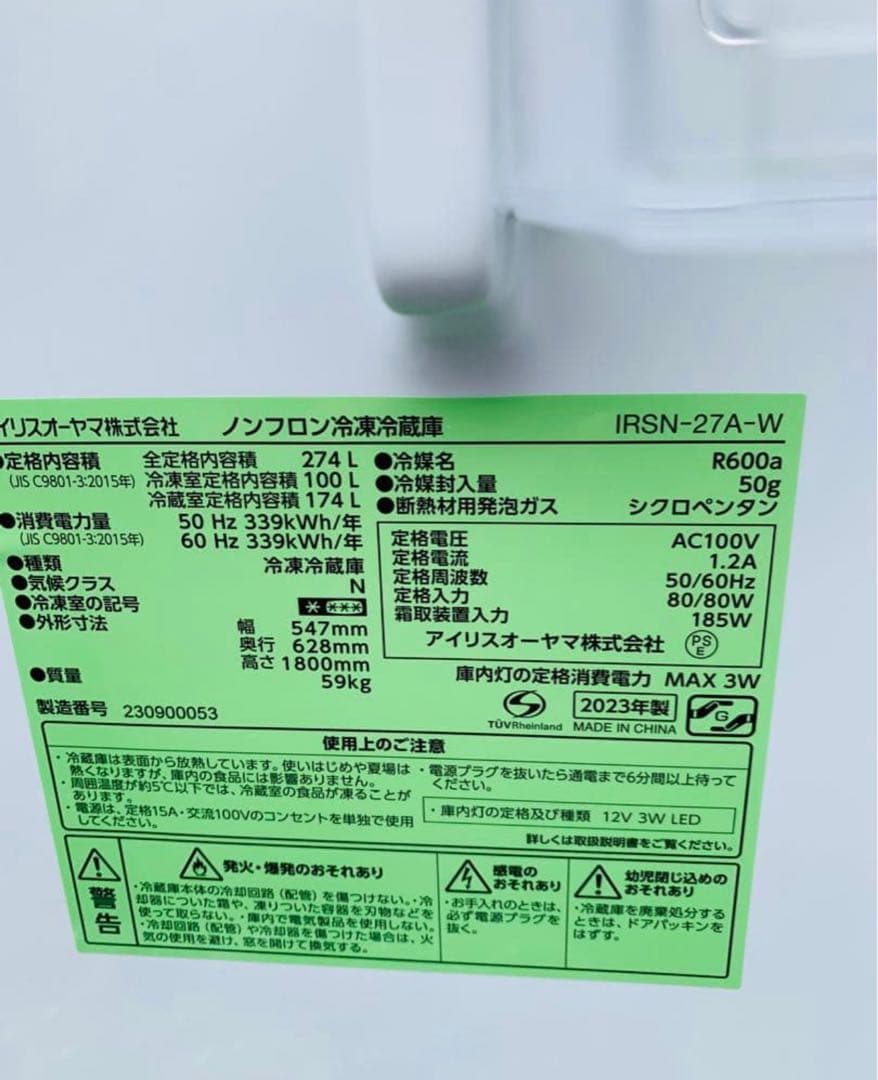 イリスオーヤマ株式会社 ノンフロン冷凍冷蔵庫 IRSN-27A-W
●定格内容積 全定格内容積 274 L
(JIS C9801-3:2015年) 冷凍室定格内容積 100 L
冷蔵室定格内容積 174 L
●消費電力量 50 Hz 339kWh/年
(JIS C9801-3:2015年) 60 Hz 339kWh/年
●種類 冷凍冷蔵庫
●気候クラス N
●冷凍室の記号
●外形寸法 幅 547mm
奥行 628mm
高さ 1800mm
●質量 59kg
製造番号 230900053
●冷媒名 R600a
●冷媒封入量 50g
●断熱材用発泡ガス シクロペンタン
定格電圧 AC100V
定格電流 1.2A
定格周波数 50/60Hz
定格入力 80/80W
霜取装置入力 185W
アイリスオーヤマ株式会社 PSE
庫内灯の定格消費電力 MAX 3W
TÜVRheinland 2023年製 MADE IN CHINA G
使用上のご注意
・冷蔵庫は表面から放熱しています。使いはじめや夏場は
熱くなりますが、庫内の食品には影響ありません。
・周囲温度が約5℃以下では、冷蔵室の食品が凍ることが
あります。
・電源は、定格15A・交流100Vのコンセントを単独で使用
してください。
・電源プラグを抜いたら通電まで6分間以上待って
ください。
・庫内灯の定格及び種類 12V 3W LED
詳しくは取扱説明書をご覧ください。
警告
発火・爆発のおそれあり
・冷蔵庫本体の冷却回路（配管）を傷つけない。・冷
却器についた霜や、凍りついた容器を刃物などを
使って取らない。・庫内で電気製品を使用しない。
・冷却回路（配管）や冷却器を傷つけた場合は、火
気の使用を避け、窓を開けて換気する。
感電の
おそれあり
・お手入れのときは、
必ず電源プラグを
抜く。
幼児閉じ込めの
おそれあり
・冷蔵庫を廃棄処分する
ときは、ドアパッキンを
はずす。